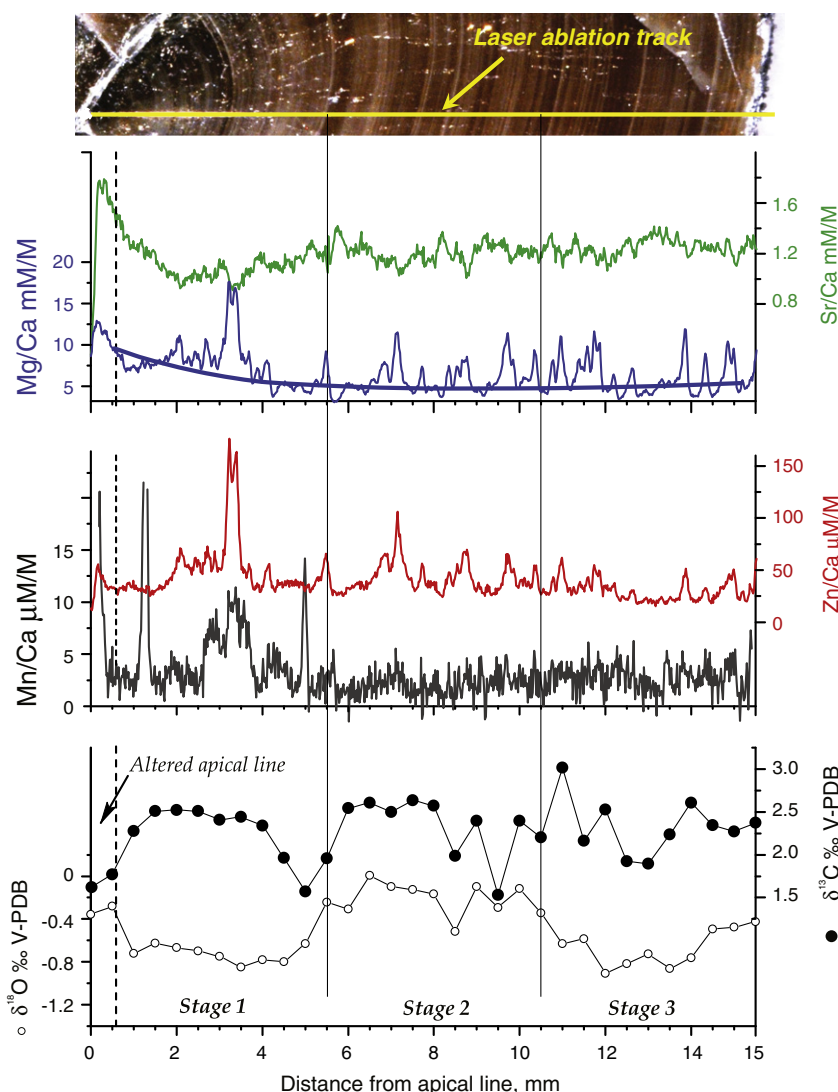 Laser ablation track
Mg/Ca mM/M
20
15
10
5
Sr/Ca mM/M
1.6
1.2
0.8
Mn/Ca µM/M
15
10
5
0
Zn/Ca µM/M
150
100
50
0
Altered apical line
○ δ¹⁸O ‰ V-PDB
0
-0.4
-0.8
-1.2
● δ¹³C ‰ V-PDB
3.0
2.5
2.0
1.5
Stage 1 Stage 2 Stage 3
0 2 4 6 8 10 12 14 15
Distance from apical line, mm